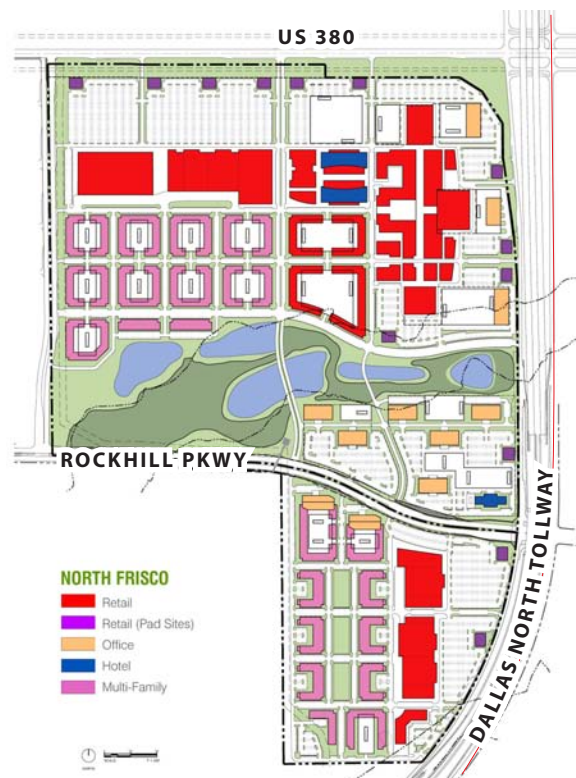 US 380
ROCKHILL PKWY
DALLAS NORTH TOLLWAY
NORTH FRISCO
Retail
Retail (Pad Sites)
Office
Hotel
Multi-Family